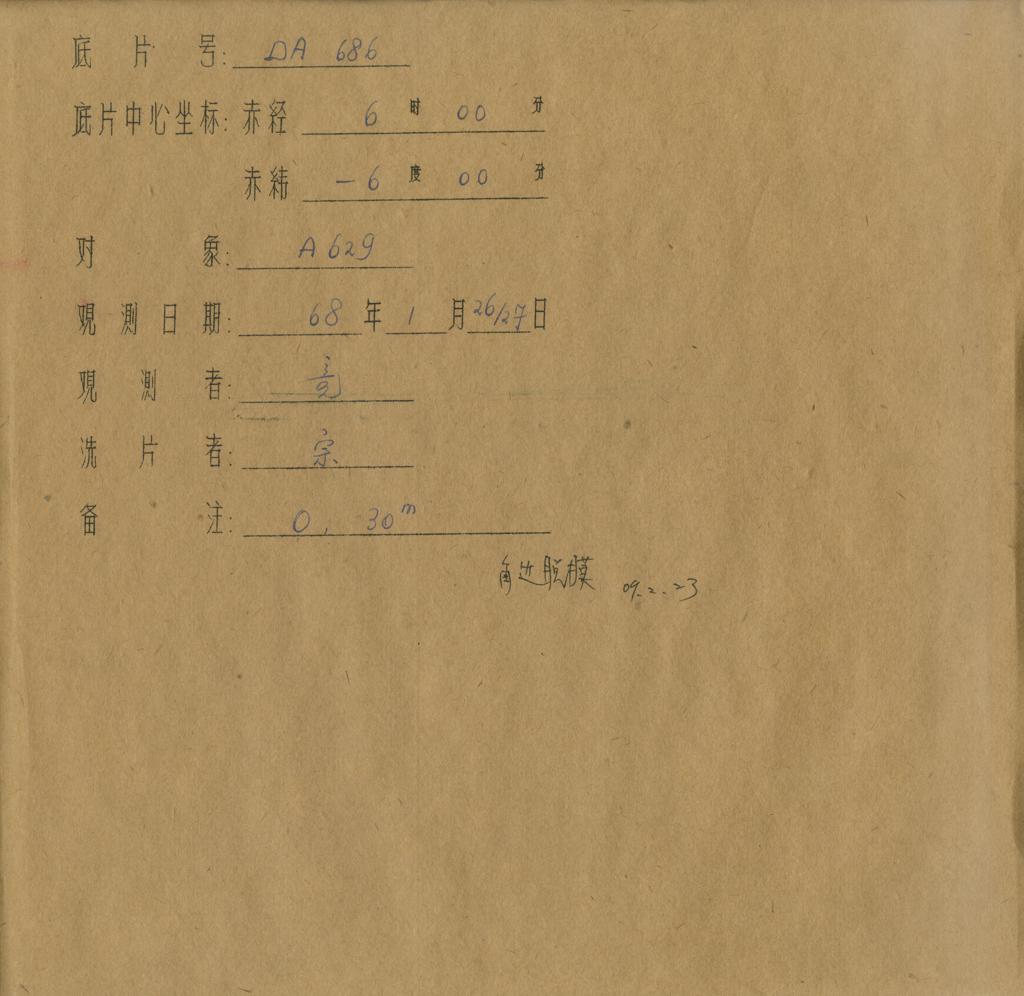 底片号: DA 686
底片中心坐标: 赤经 6 时 00 分
赤纬 -6 度 00 分
对象: A629
观测日期: 68 年 1 月 26/27 日
观测者:
洗片者: 宗
备注: 0, 30ᵐ
角边脱膜 09.2.23